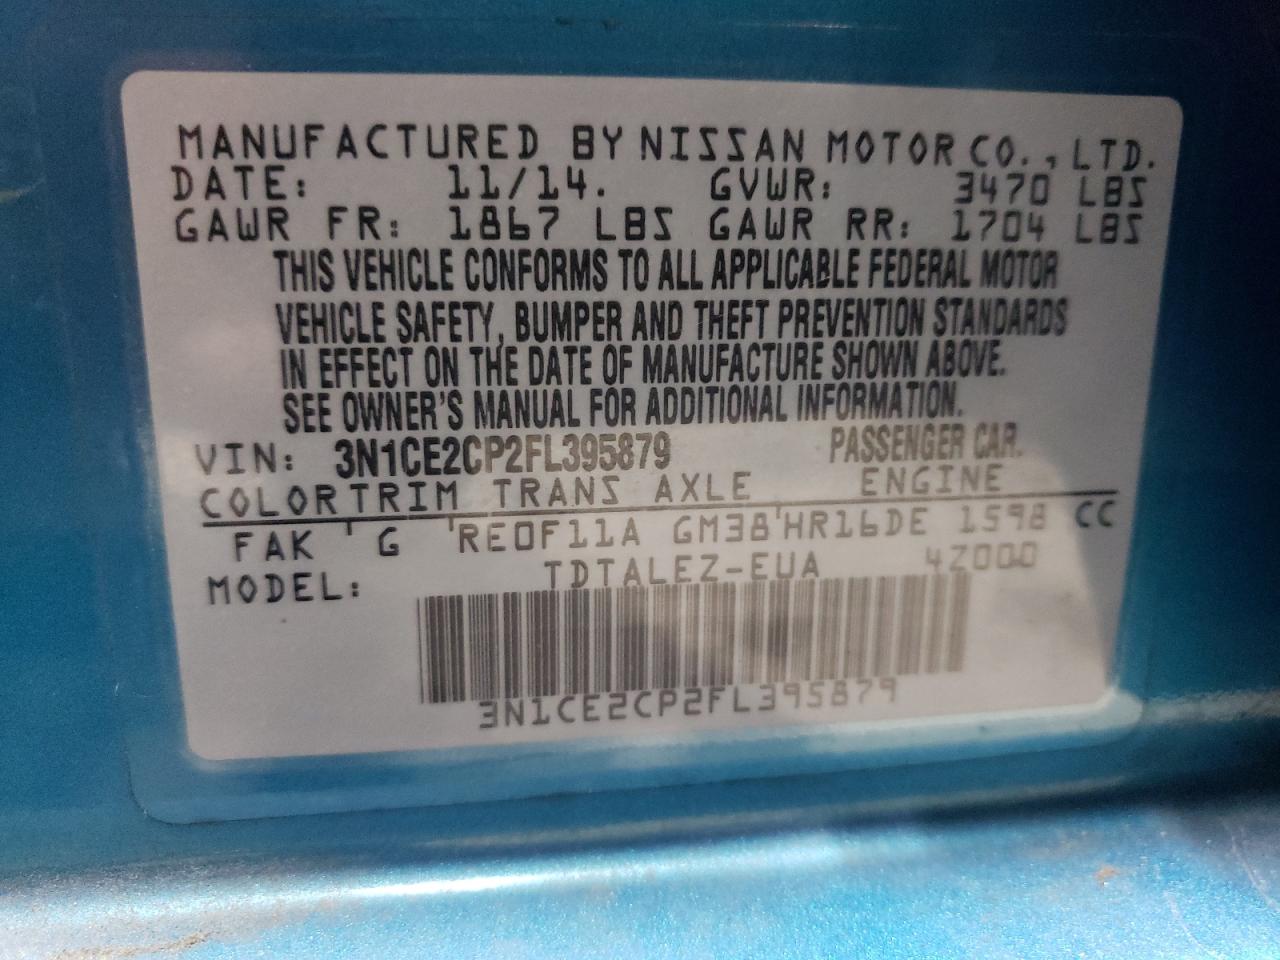 MANUFACTURED BY NISSAN MOTOR CO., LTD.
DATE: 11/14. GVWR: 3470 LBS
GAWR FR: 1867 LBS GAWR RR: 1704 LBS
THIS VEHICLE CONFORMS TO ALL APPLICABLE FEDERAL MOTOR
VEHICLE SAFETY, BUMPER AND THEFT PREVENTION STANDARDS
IN EFFECT ON THE DATE OF MANUFACTURE SHOWN ABOVE.
SEE OWNER'S MANUAL FOR ADDITIONAL INFORMATION.
VIN: 3N1CE2CP2FL395879 PASSENGER CAR.
COLOR TRIM TRANS AXLE ENGINE
FAK ' G ' RE0F11A GM38 ' HR16DE 1598 CC
MODEL: TDTALEZ-EUA 4Z000
3N1CE2CP2FL395879